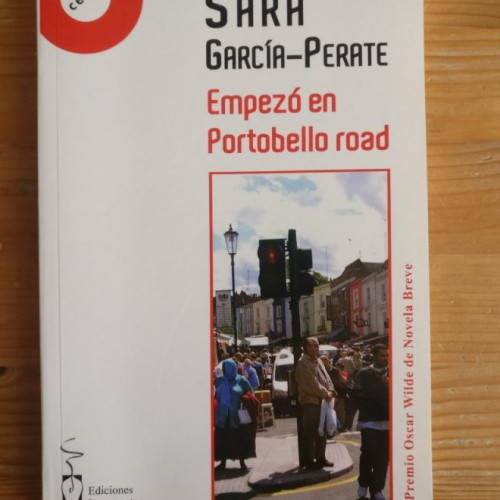 SARA
GARCÍA–PERATE
Empezó en
Portobello road
Premio Oscar Wilde de Novela Breve
Ediciones